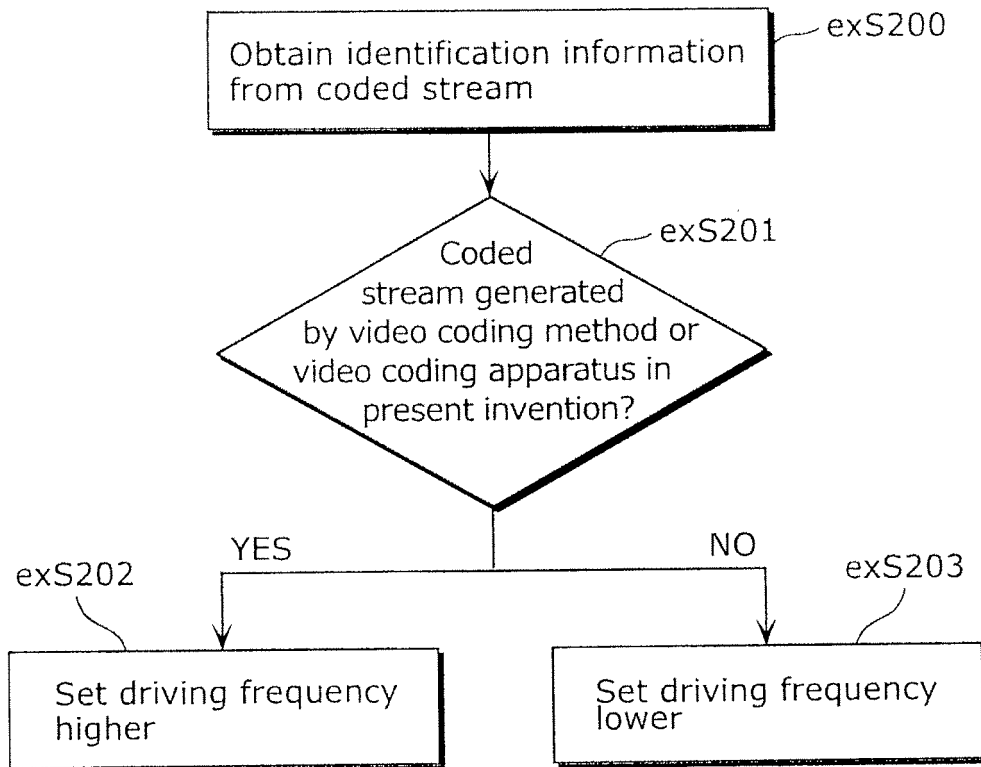 exS200
Obtain identification information
from coded stream
exS201
Coded
stream generated
by video coding method or
video coding apparatus in
present invention?
YES
NO
exS202
exS203
Set driving frequency
higher
Set driving frequency
lower